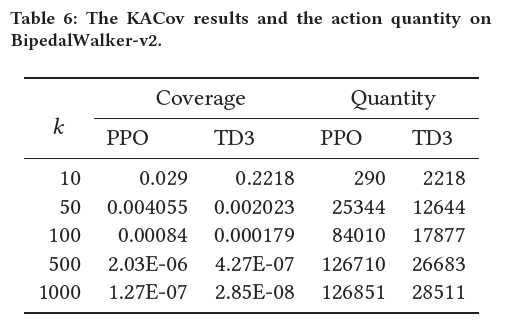 Table 6: The KACov results and the action quantity on
BipedalWalker-v2.
k Coverage Quantity
PPO TD3 PPO TD3
10 0.029 0.2218 290 2218
50 0.004055 0.002023 25344 12644
100 0.00084 0.000179 84010 17877
500 2.03E-06 4.27E-07 126710 26683
1000 1.27E-07 2.85E-08 126851 28511